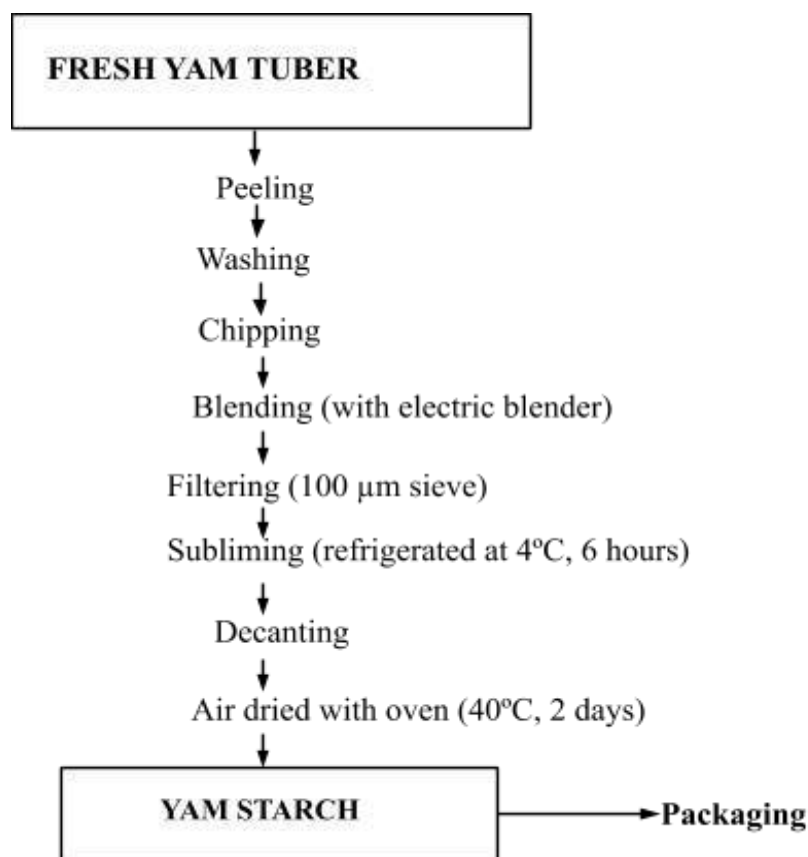 FRESH YAM TUBER
Peeling
Washing
Chipping
Blending (with electric blender)
Filtering (100 µm sieve)
Subliming (refrigerated at 4ºC, 6 hours)
Decanting
Air dried with oven (40ºC, 2 days)
YAM STARCH
Packaging